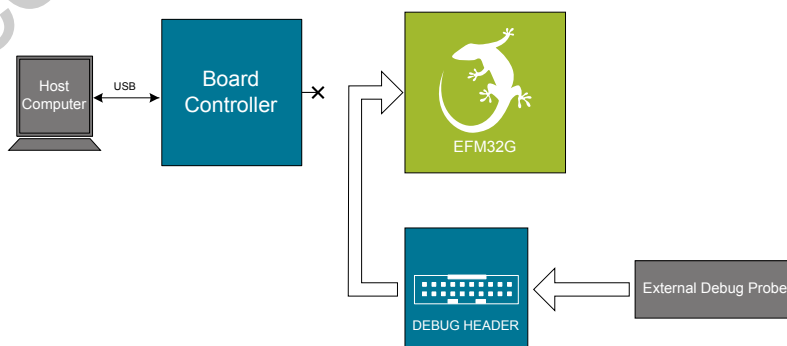 Host
Computer
USB
Board
Controller
EFM32G
DEBUG HEADER
External Debug Probe